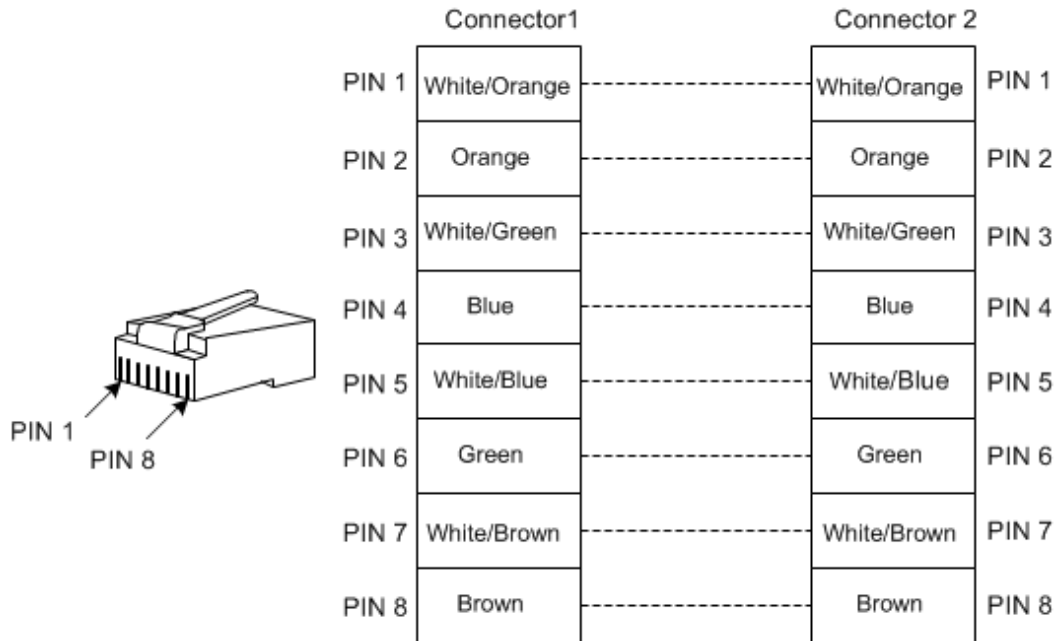 Connector1 Connector 2
PIN 1 White/Orange White/Orange PIN 1
PIN 2 Orange Orange PIN 2
PIN 3 White/Green White/Green PIN 3
PIN 4 Blue Blue PIN 4
PIN 5 White/Blue White/Blue PIN 5
PIN 6 Green Green PIN 6
PIN 7 White/Brown White/Brown PIN 7
PIN 8 Brown Brown PIN 8
PIN 1
PIN 8